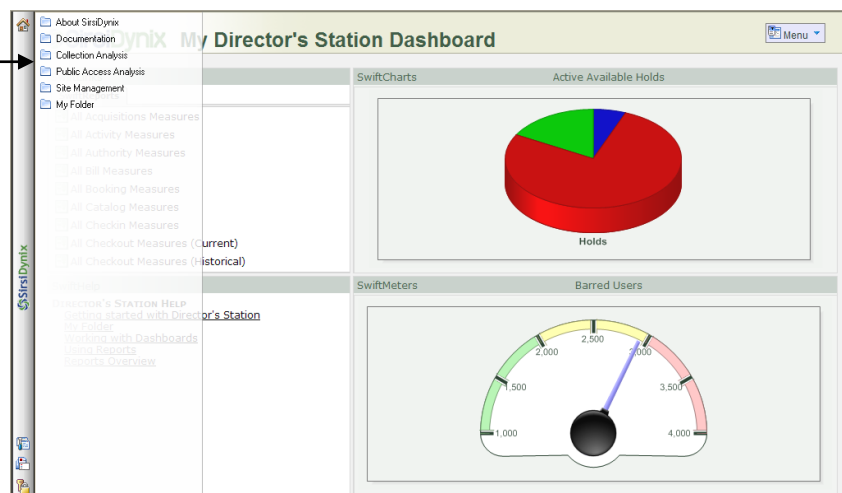 About SirsiDynix
Documentation
Collection Analysis
Public Access Analysis
Site Management
My Folder
SirsiDynix My Director's Station Dashboard
Menu
SirsiDynix
All Acquisitions Measures
All Activity Measures
All Authority Measures
All Bill Measures
All Booking Measures
All Catalog Measures
All Checkin Measures
All Checkout Measures (Current)
All Checkout Measures (Historical)
SwiftCharts Active Available Holds
Holds
DIRECTOR'S STATION HELP
Getting started with Director's Station
My Folder
Working with Dashboards
Using Reports
Reports Overview
SwiftMeters Barred Users
1,000
1,500
2,000
2,500
3,000
3,500
4,000